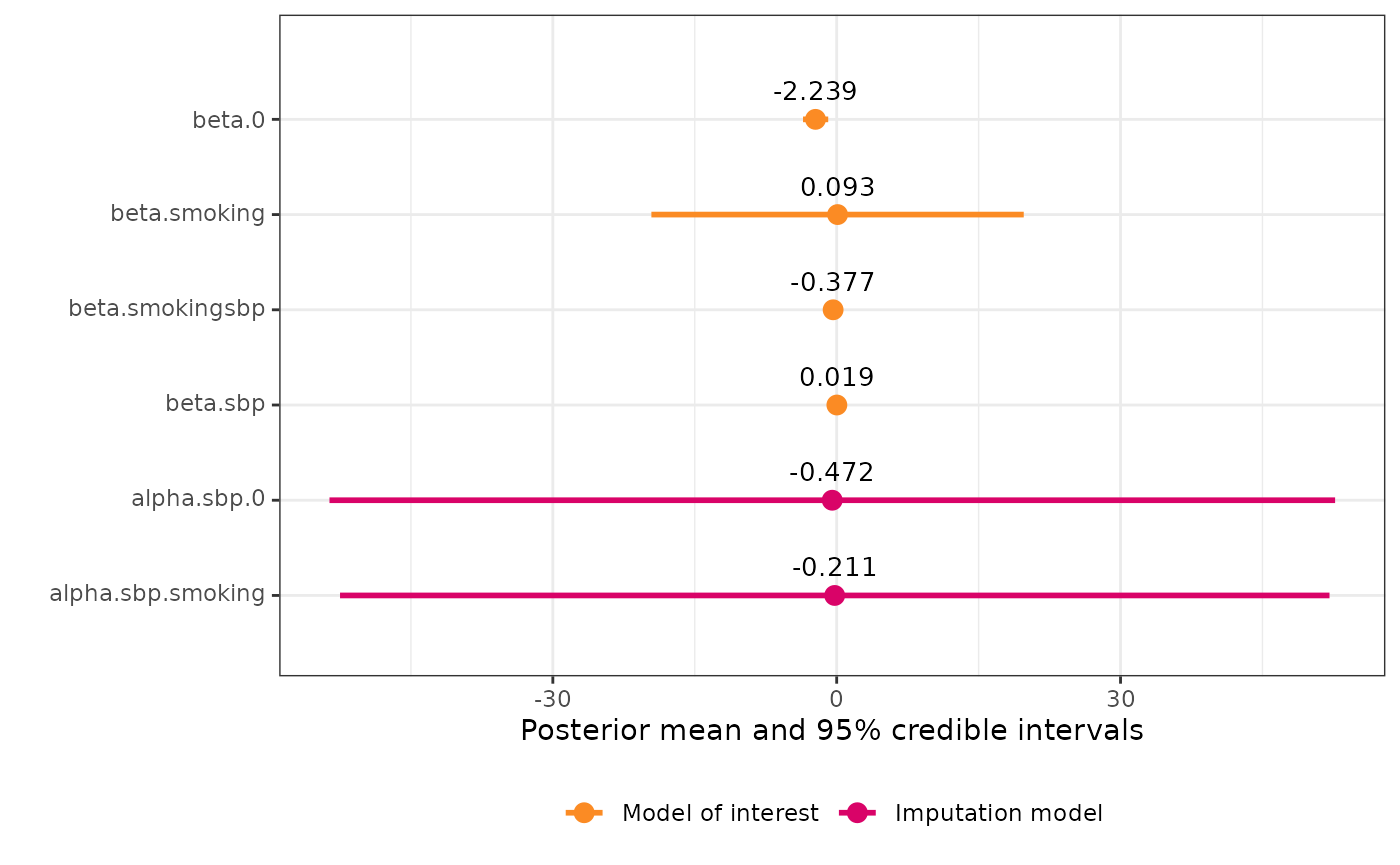 -2.239
beta.0
0.093
beta.smoking
-0.377
beta.smokingsbp
0.019
beta.sbp
-0.472
alpha.sbp.0
-0.211
alpha.sbp.smoking
-30 0 30
Posterior mean and 95% credible intervals
Model of interest Imputation model